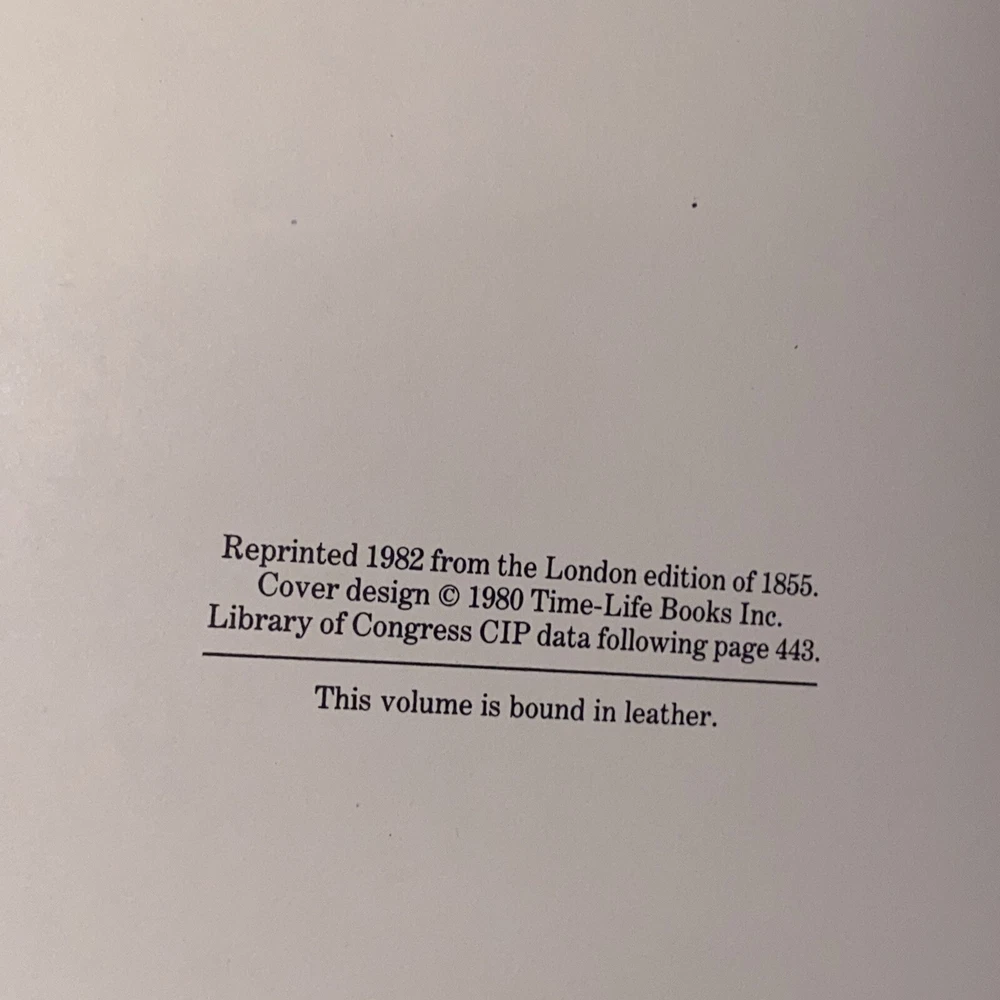 Reprinted 1982 from the London edition of 1855.
Cover design © 1980 Time-Life Books Inc.
Library of Congress CIP data following page 443.
This volume is bound in leather.